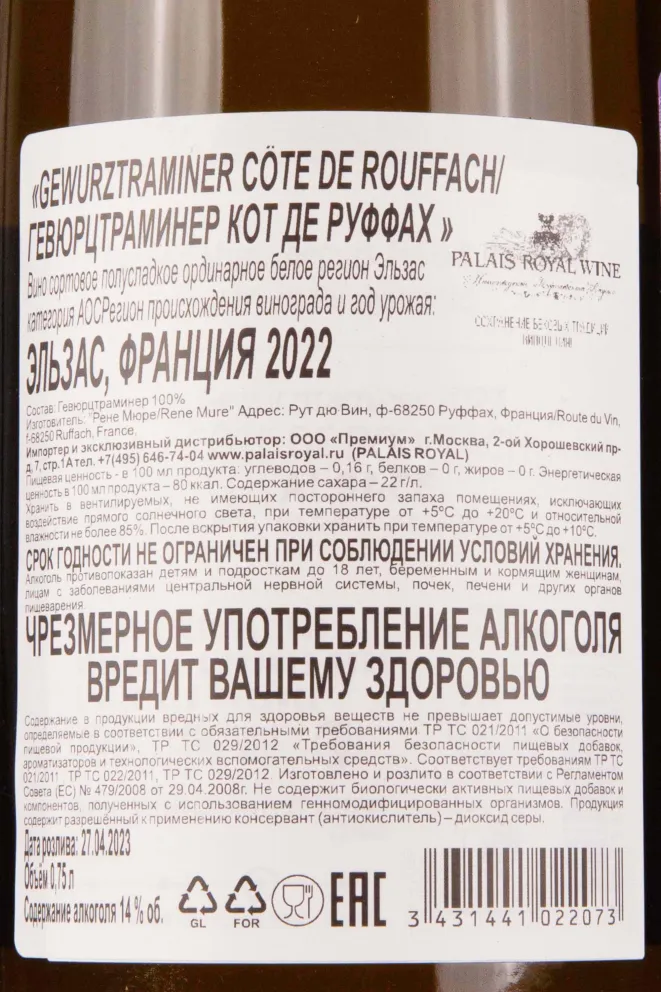 «GEWURZTRAMINER CÖTE DE ROUFFACH/
ГЕВЮРЦТРАМИНЕР КОТ ДЕ РУФФАХ »
Вино сортовое полусладкое ординарное белое регион Эльзас
категория АОСРегион происхождения винограда и год урожая:
ЭЛЬЗАС, ФРАНЦИЯ 2022
PALAIS ROYAL WINE
Состав: Гевюрцтраминер 100%
Изготовитель: "Рене Мюре/Rene Mure" Адрес: Рут дю Вин, ф-68250 Руффах, Франция/Route du Vin,
f-68250 Ruffach, France.
Импортер и эксклюзивный дистрибьютор: ООО «Премиум» г.Москва, 2-ой Хорошевский пр-
д, 7, стр.1А тел. +7(495) 646-74-04 www.palaisroyal.ru (PALAIS ROYAL)
Пищевая ценность - в 100 мл продукта: углеводов – 0,16 г, белков – 0 г, жиров – 0 г. Энергетическая
ценность в 100 мл продукта – 80 ккал. Содержание сахара – 22 г/л.
Хранить в вентилируемых, не имеющих постороннего запаха помещениях, исключающих
воздействие прямого солнечного света, при температуре от +5°С до +20°С и относительной
влажности не более 85%. После вскрытия упаковки хранить при температуре от +5°С до +10°С.
СРОК ГОДНОСТИ НЕ ОГРАНИЧЕН ПРИ СОБЛЮДЕНИИ УСЛОВИЙ ХРАНЕНИЯ.
Алкоголь противопоказан детям и подросткам до 18 лет, беременным и кормящим женщинам,
лицам с заболеваниями центральной нервной системы, почек, печени и других органов
пищеварения.
ЧРЕЗМЕРНОЕ УПОТРЕБЛЕНИЕ АЛКОГОЛЯ
ВРЕДИТ ВАШЕМУ ЗДОРОВЬЮ
Содержание в продукции вредных для здоровья веществ не превышает допустимые уровни,
определяемые в соответствии с обязательными требованиями ТР ТС 021/2011 «О безопасности
пищевой продукции», ТР ТС 029/2012 «Требования безопасности пищевых добавок,
ароматизаторов и технологических вспомогательных средств». Соответствует требованиям ТР ТС
021/2011, ТР ТС 022/2011, ТР ТС 029/2012. Изготовлено и розлито в соответствии с Регламентом
Совета (ЕС) № 479/2008 от 29.04.2008г. Не содержит биологически активных пищевых добавок и
компонентов, полученных с использованием генномодифицированных организмов. Продукция
содержит разрешённый к применению консервант (антиокислитель) – диоксид серы.
Дата розлива: 27.04.2023
Объём 0,75 л
Содержание алкоголя 14 % об.
GL
FOR
EAC
3 431441 022073